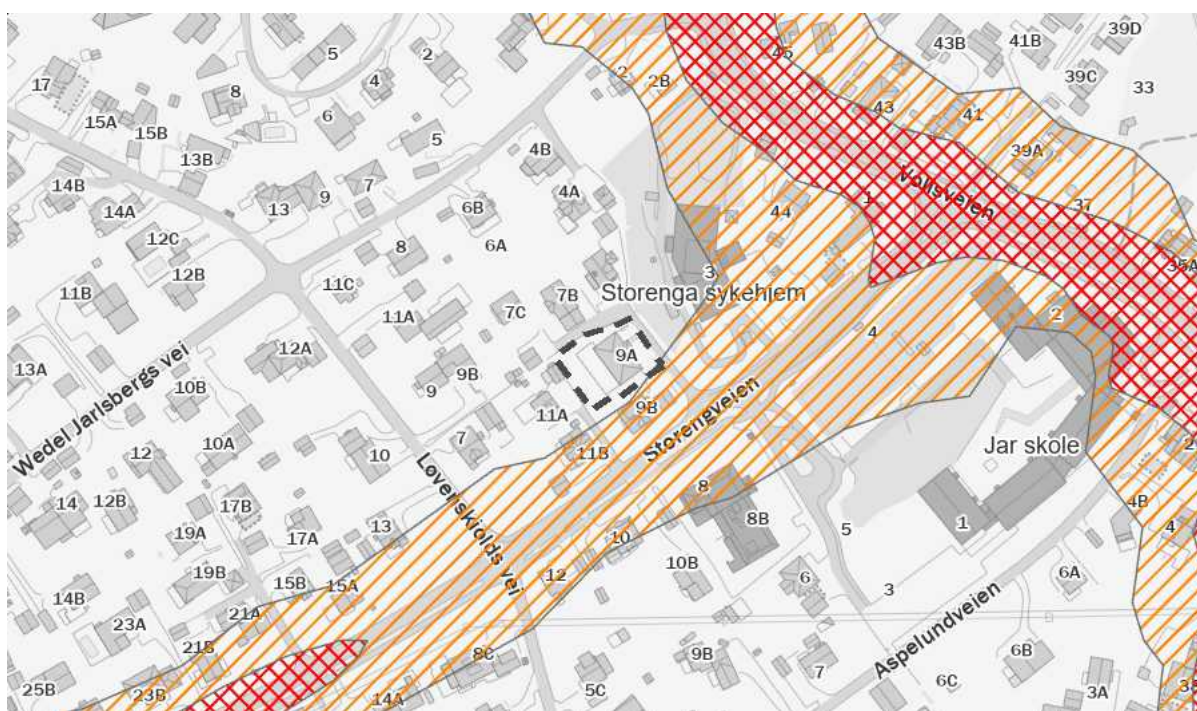 5
2
43B
41B
39D
17
4
2
2B
45
39C
33
8
15A
15B
6
43
41
5
13B
39A
4B
14B
7
9
13
4A
1
Vollsveien
37
14A
6B
44
12C
6A
8
35A
12B
3
11C
Storenga sykehjem
11B
7C
7B
2
11A
4
12A
9A
13A
9B
10B
9
Wedel Jarlsbergs vei
11A
9B
Storengveien
10A
7
Jar skole
12
11B
10
Løvenskiolds vei
8
14
12B
17B
4B
8B
1
5
4
19A
17A
13
10
10B
12
6
6A
19B
15B
15A
3
14B
Aspelundveien
23A
21A
21B
8C
9B
7
6B
25B
23B
14A
5C
6C
3A